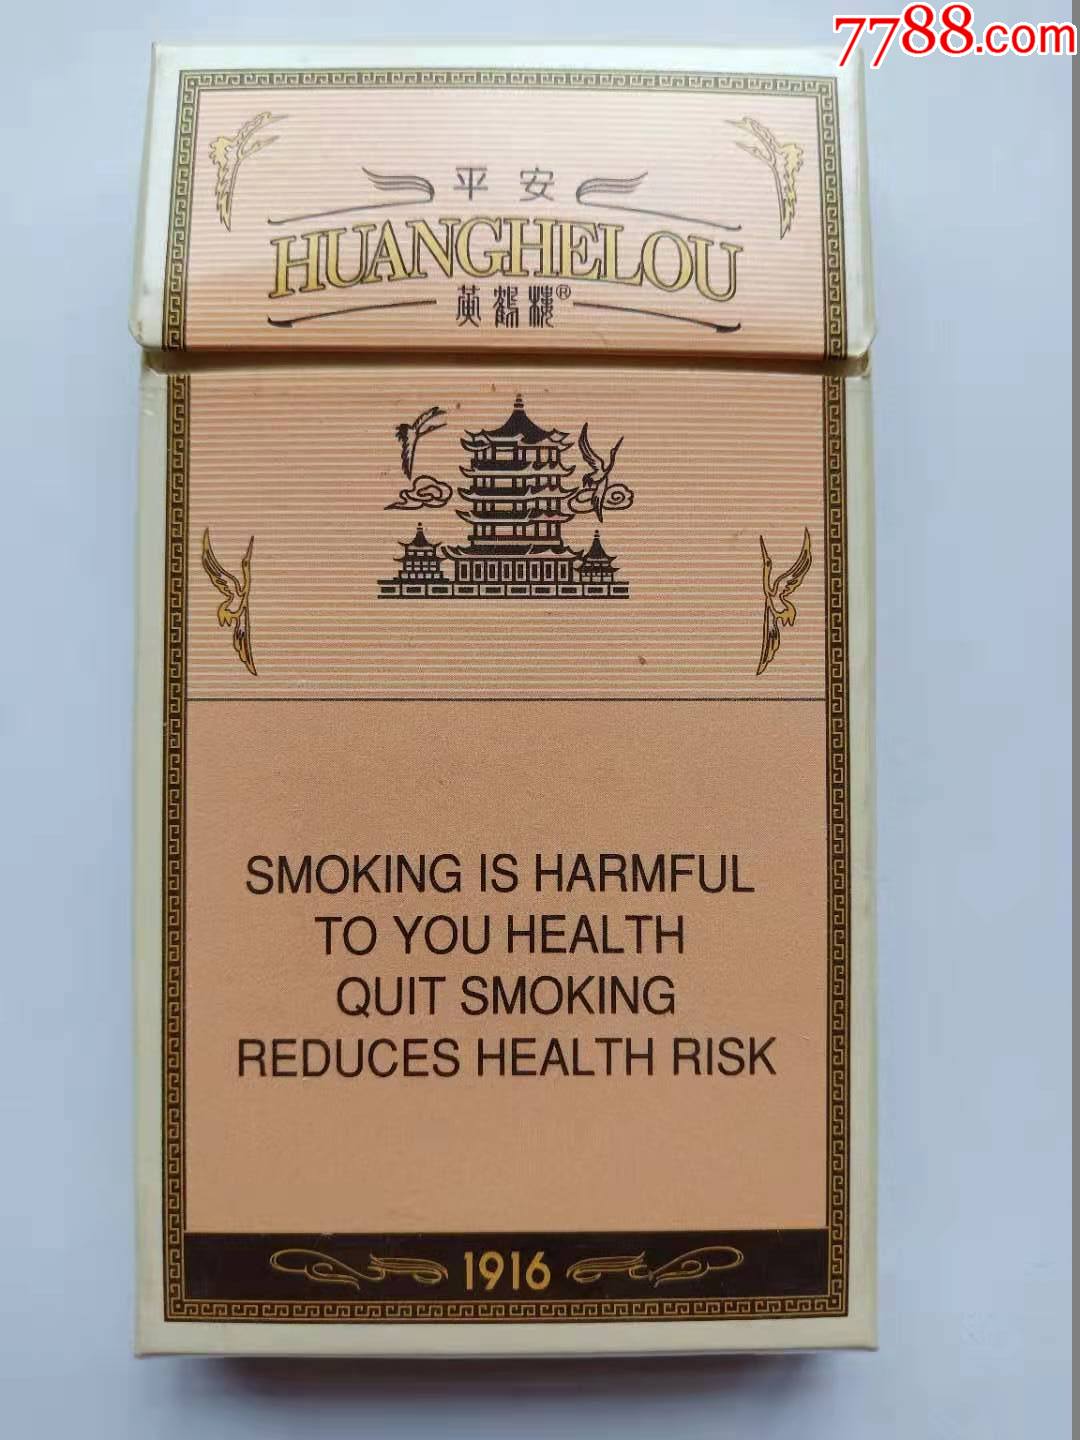 7788.com
平安
HUANGHELOU
黄鹤楼®
SMOKING IS HARMFUL
TO YOU HEALTH
QUIT SMOKING
REDUCES HEALTH RISK
1916